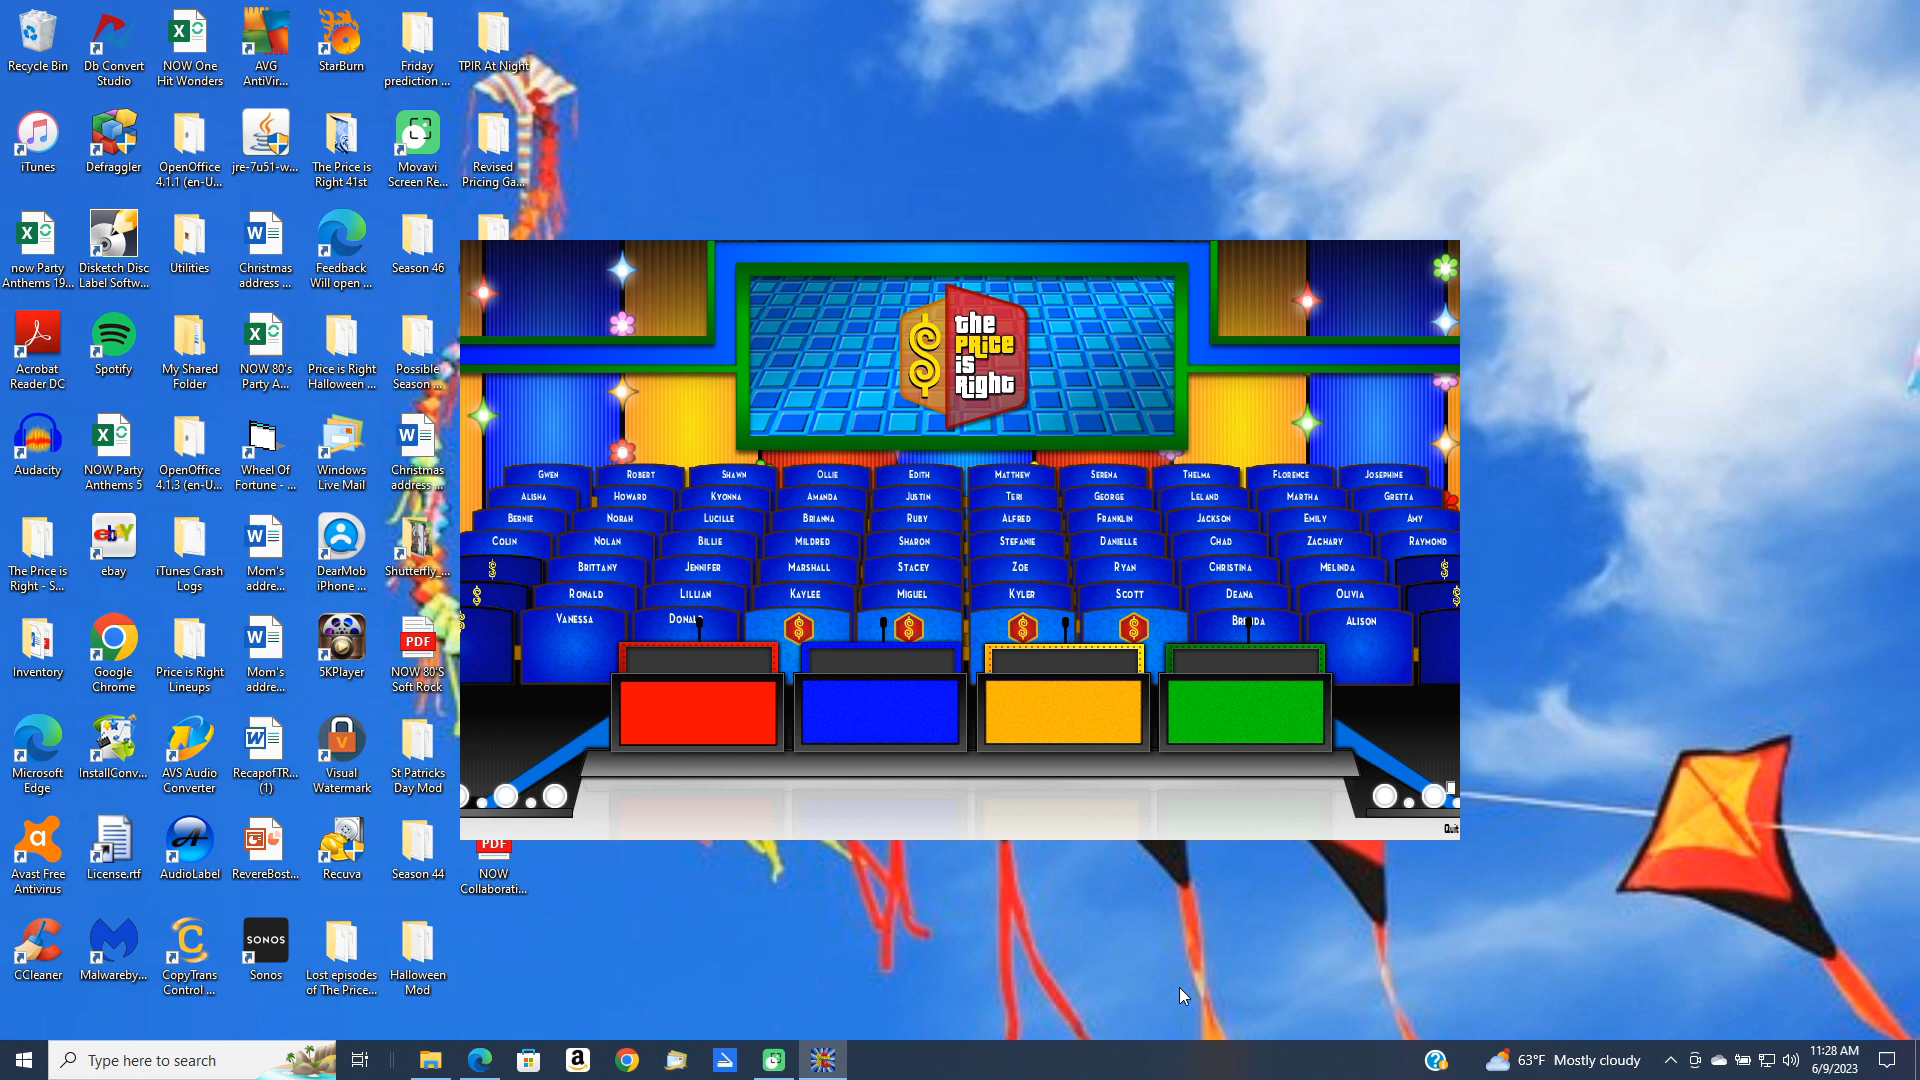 Recycle Bin
Db Convert
Studio
NOW One
Hit Wonders
AVG
AntiVir...
StarBurn
Friday
prediction ...
TPIR At Night
iTunes
Defraggler
OpenOffice
4.1.1 (en-U...
jre-7u51-w...
The Price is
Right 41st
Movavi
Screen Re...
Revised
Pricing Ga...
now Party
Anthems 19...
Disketch Disc
Label Softw...
Utilities
Christmas
address ...
Feedback
Will open ...
Season 46
Acrobat
Reader DC
Spotify
My Shared
Folder
NOW 80's
Party A...
Price is Right
Halloween ...
Possible
Season ...
Audacity
NOW Party
Anthems 5
OpenOffice
4.1.3 (en-U...
Wheel Of
Fortune - ...
Windows
Live Mail
Christmas
address ...
The Price is
Right - S...
ebay
ebay
iTunes Crash
Logs
Mom's
addre...
DearMob
iPhone ...
Shutterfly_...
Inventory
Google
Chrome
Price is Right
Lineups
Mom's
addre...
5KPlayer
PDF
NOW 80'S
Soft Rock
Microsoft
Edge
InstallConv...
AVS Audio
Converter
RecapofTR...
(1)
Visual
Watermark
St Patricks
Day Mod
Avast Free
Antivirus
License.rtf
AudioLabel
RevereBost...
Recuva
Season 44
PDF
NOW
Collaborati...
CCleaner
Malwareby...
CopyTrans
Control ...
SONOS
Sonos
Lost episodes
of The Price...
Halloween
Mod
$ the
PRice
is
Right
GWEN ROBERT SHAWN OLLIE EDITH MATTHEW SERENA THELMA FLORENCE JOSEPHINE
ALISHA HOWARD KYONNA AMANDA JUSTIN TERI GEORGE LELAND MARTHA GRETTA
BERNIE NORAH LUCILLE BRIANNA RUBY ALFRED FRANKLIN JACKSON EMILY AMY
COLIN NOLAN BILLIE MILDRED SHARON STEFANIE DANIELLE CHAD ZACHARY RAYMOND
BRITTANY JENNIFER MARSHALL STACEY ZOE RYAN CHRISTINA MELINDA
RONALD LILLIAN KAYLEE MIGUEL KYLER SCOTT DEANA OLIVIA
VANESSA DONALD BRENDA ALISON
Quit
Type here to search
63°F Mostly cloudy
11:28 AM
6/9/2023